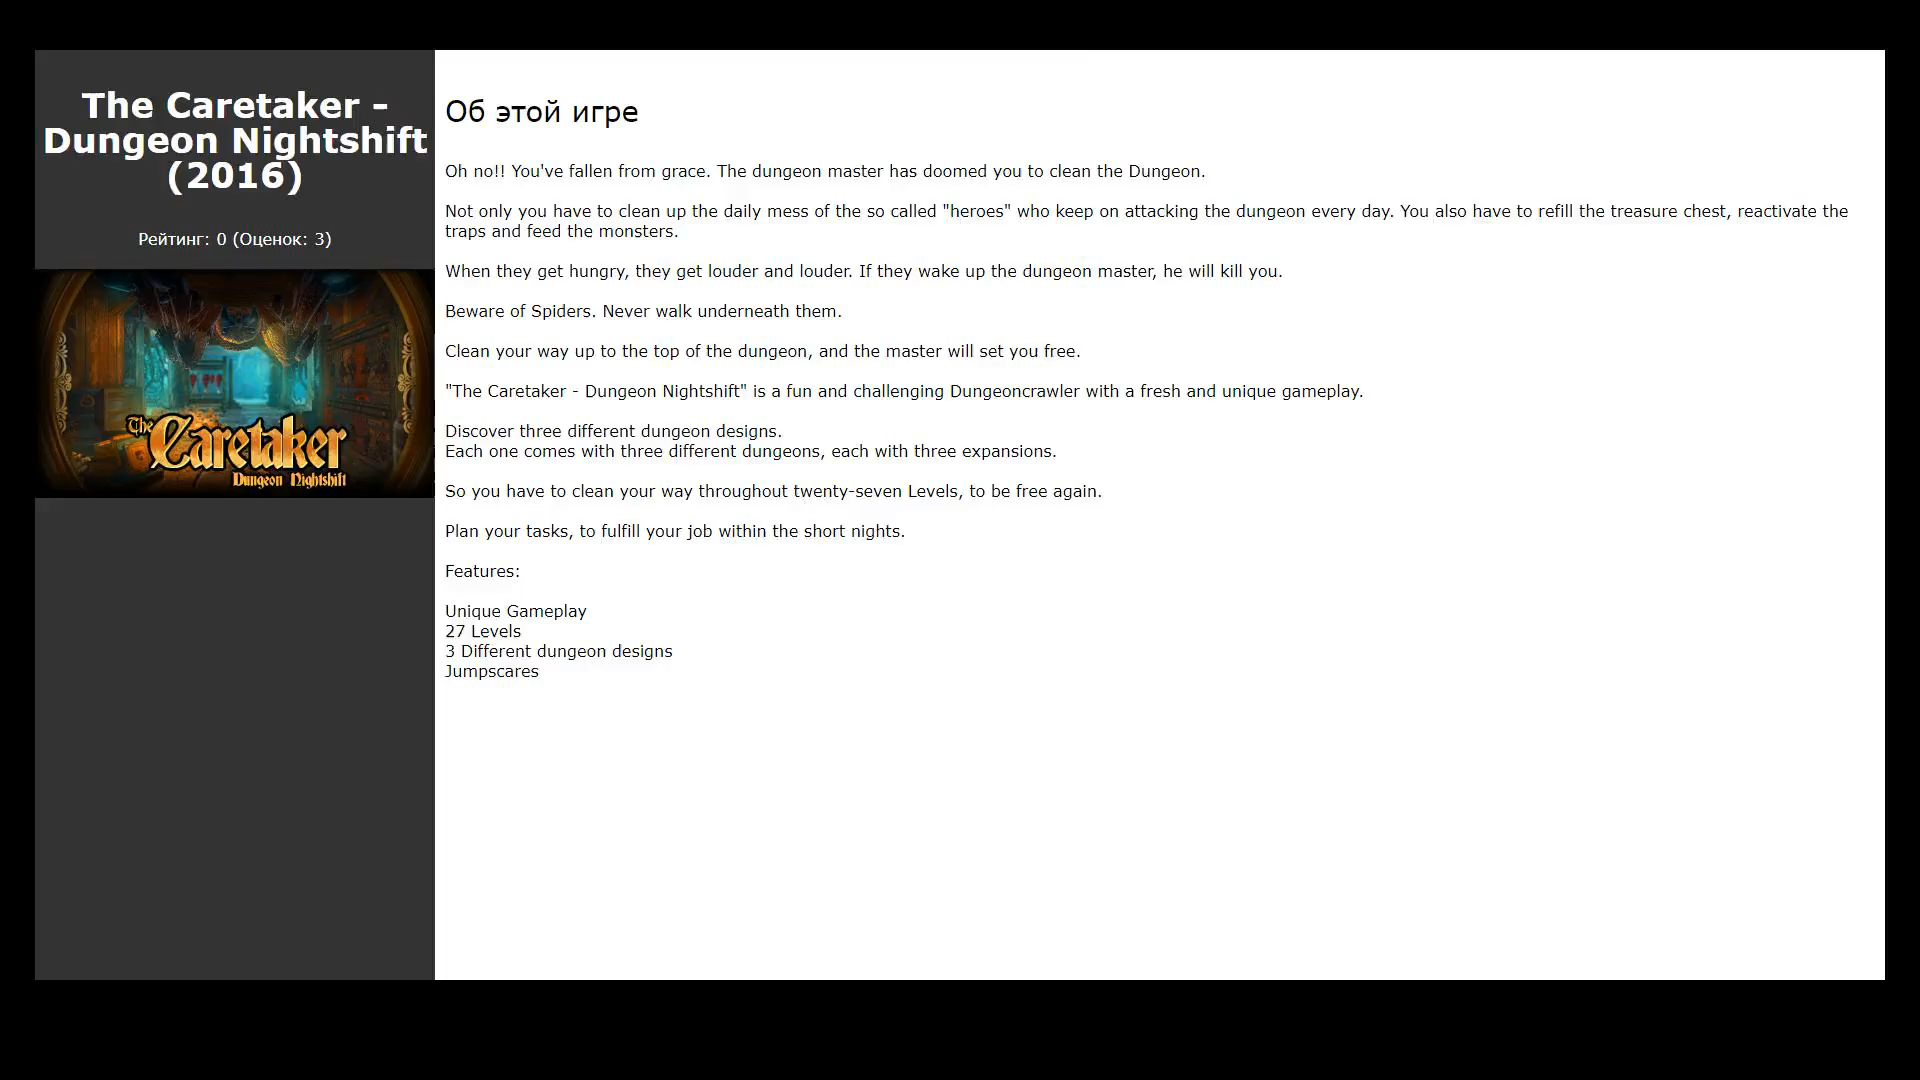 The Caretaker -
Dungeon Nightshift
(2016)
Рейтинг: 0 (Оценок: 3)
The
Caretaker
Dungeon Nightshift
Об этой игре
Oh no!! You've fallen from grace. The dungeon master has doomed you to clean the Dungeon.
Not only you have to clean up the daily mess of the so called "heroes" who keep on attacking the dungeon every day. You also have to refill the treasure chest, reactivate the
traps and feed the monsters.
When they get hungry, they get louder and louder. If they wake up the dungeon master, he will kill you.
Beware of Spiders. Never walk underneath them.
Clean your way up to the top of the dungeon, and the master will set you free.
"The Caretaker - Dungeon Nightshift" is a fun and challenging Dungeoncrawler with a fresh and unique gameplay.
Discover three different dungeon designs.
Each one comes with three different dungeons, each with three expansions.
So you have to clean your way throughout twenty-seven Levels, to be free again.
Plan your tasks, to fulfill your job within the short nights.
Features:
Unique Gameplay
27 Levels
3 Different dungeon designs
Jumpscares